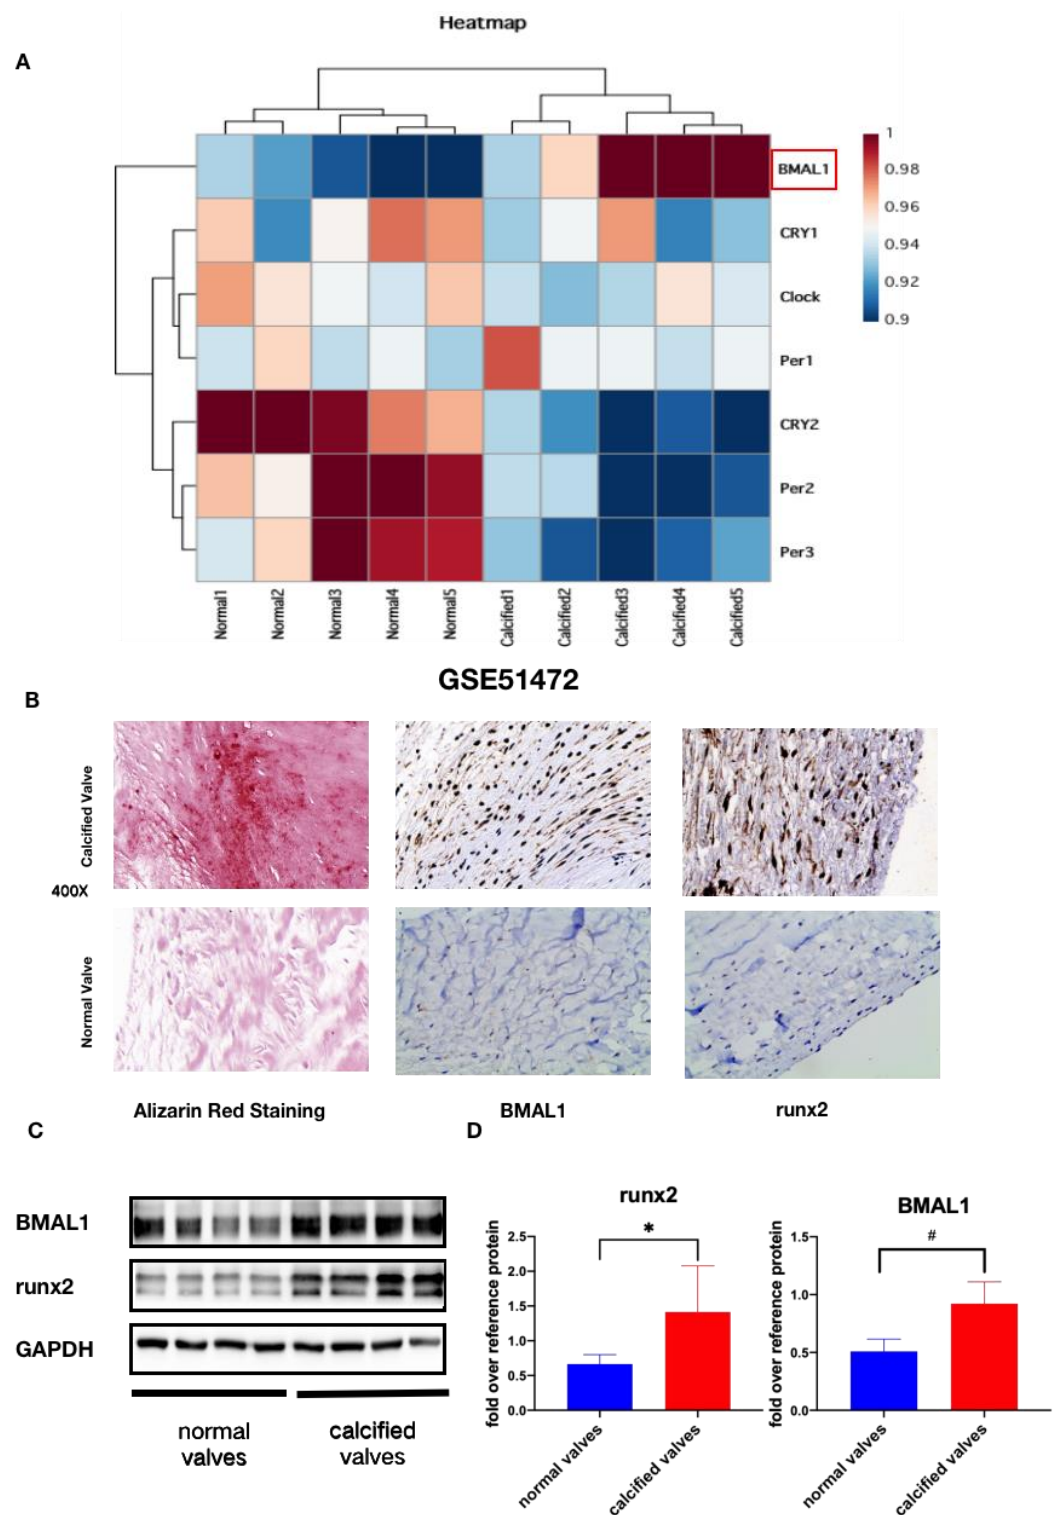 Heatmap
A
BMAL1
CRY1
Clock
Per1
CRY2
Per2
Per3
1
0.98
0.96
0.94
0.92
0.9
Normal1
Normal2
Normal3
Normal4
Normal5
Calcified1
Calcified2
Calcified3
Calcified4
Calcified5
GSE51472
B
Calcified Valve
400X
Normal Valve
Alizarin Red Staining
BMAL1
runx2
C
BMAL1
runx2
GAPDH
normal
valves
calcified
valves
D
runx2
fold over reference protein
2.5
2.0
1.5
1.0
0.5
0.0
*
normal valves
calcified valves
BMAL1
fold over reference protein
1.5
1.0
0.5
0.0
#
normal valves
calcified valves